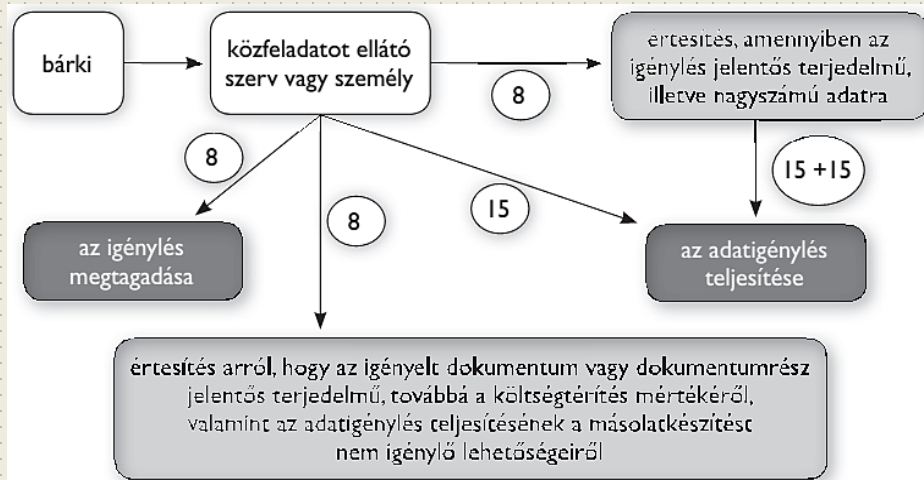 bárki
közfeladatot ellátó
szerv vagy személy
értesítés, amennyiben az
igénylés jelentős terjedelmű,
illetve nagyszámú adatra
8
8
8
15
15 +15
az igénylés
megtagadása
az adatigénylés
teljesítése
értesítés arról, hogy az igényelt dokumentum vagy dokumentumrész
jelentős terjedelmű, továbbá a költségtérítés mértékéről,
valamint az adatigénylés teljesítésének a másolatkészítést
nem igénylő lehetőségeiről